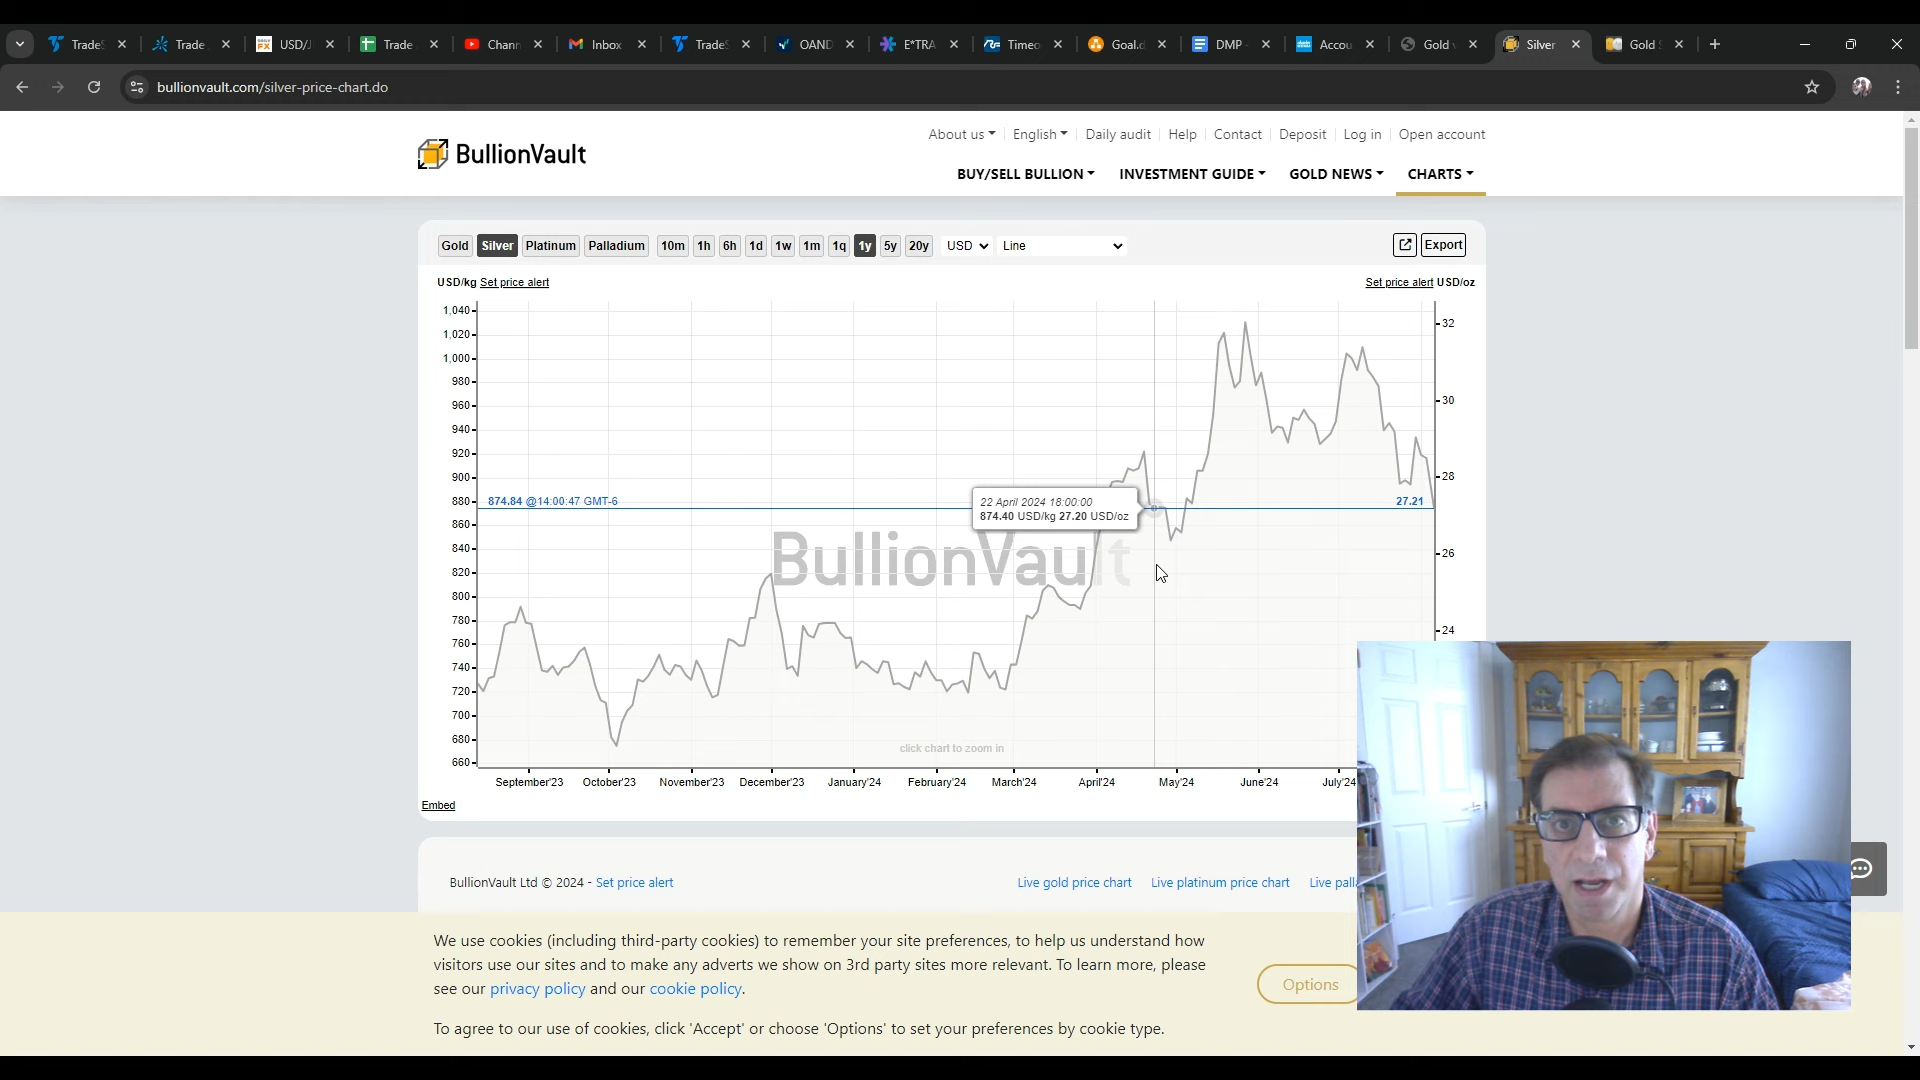 TradeS
Trade
USD/J
Trade
Chann
Inbox
TradeS
OAND
E*TRA
Timeo
Goal.d
DMP
Accou
Gold v
Silver
Gold S
bullionvault.com/silver-price-chart.do
BullionVault
About us English Daily audit Help Contact Deposit Log in Open account
BUY/SELL BULLION INVESTMENT GUIDE GOLD NEWS CHARTS
Gold Silver Platinum Palladium 10m 1h 6h 1d 1w 1m 1q 1y 5y 20y USD Line Export
USD/kg Set price alert
Set price alert USD/oz
1,040
1,020
1,000
980
960
940
920
900
880
860
840
820
800
780
760
740
720
700
680
660
32
30
28
26
24
874.84 @14:00:47 GMT-6
27.21
22 April 2024 18:00:00
874.40 USD/kg 27.20 USD/oz
BullionVault
click chart to zoom in
September'23 October'23 November'23 December'23 January'24 February'24 March'24 April'24 May'24 June'24 July'24
Embed
BullionVault Ltd © 2024 - Set price alert
Live gold price chart Live platinum price chart Live palla
We use cookies (including third-party cookies) to remember your site preferences, to help us understand how
visitors use our sites and to make any adverts we show on 3rd party sites more relevant. To learn more, please
see our privacy policy and our cookie policy.
Options
To agree to our use of cookies, click 'Accept' or choose 'Options' to set your preferences by cookie type.